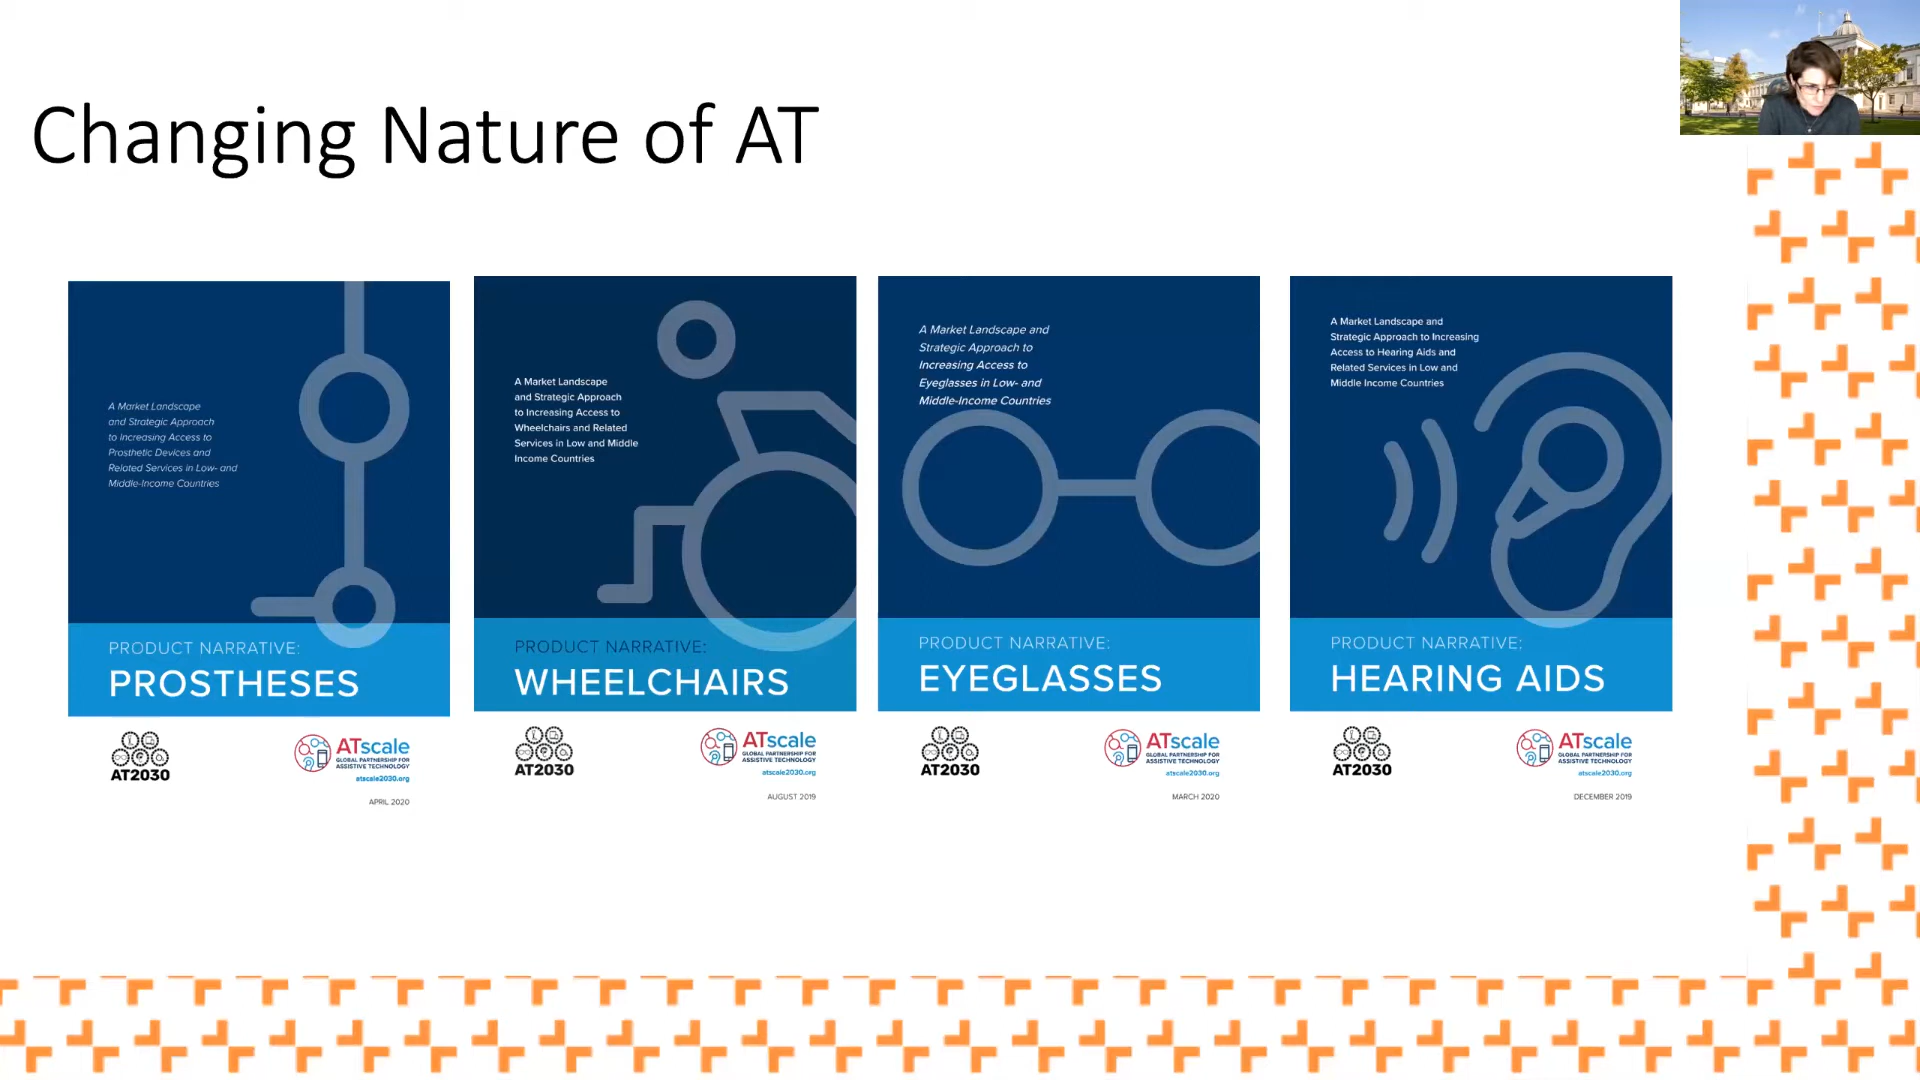 Changing Nature of AT
A Market Landscape
and Strategic Approach
to Increasing Access to
Prosthetic Devices and
Related Services in Low- and
Middle-Income Countries
PRODUCT NARRATIVE:
PROSTHESES
AT2030
ATscale
GLOBAL PARTNERSHIP FOR
ASSISTIVE TECHNOLOGY
atscale2030.org
APRIL 2020
A Market Landscape
and Strategic Approach
to Increasing Access to
Wheelchairs and Related
Services in Low and Middle
Income Countries
PRODUCT NARRATIVE:
WHEELCHAIRS
AT2030
ATscale
GLOBAL PARTNERSHIP FOR
ASSISTIVE TECHNOLOGY
atscale2030.org
AUGUST 2019
A Market Landscape and
Strategic Approach to
Increasing Access to
Eyeglasses in Low- and
Middle-Income Countries
PRODUCT NARRATIVE:
EYEGLASSES
AT2030
ATscale
GLOBAL PARTNERSHIP FOR
ASSISTIVE TECHNOLOGY
atscale2030.org
MARCH 2020
A Market Landscape and
Strategic Approach to Increasing
Access to Hearing Aids and
Related Services in Low and
Middle Income Countries
PRODUCT NARRATIVE:
HEARING AIDS
AT2030
ATscale
GLOBAL PARTNERSHIP FOR
ASSISTIVE TECHNOLOGY
atscale2030.org
DECEMBER 2019